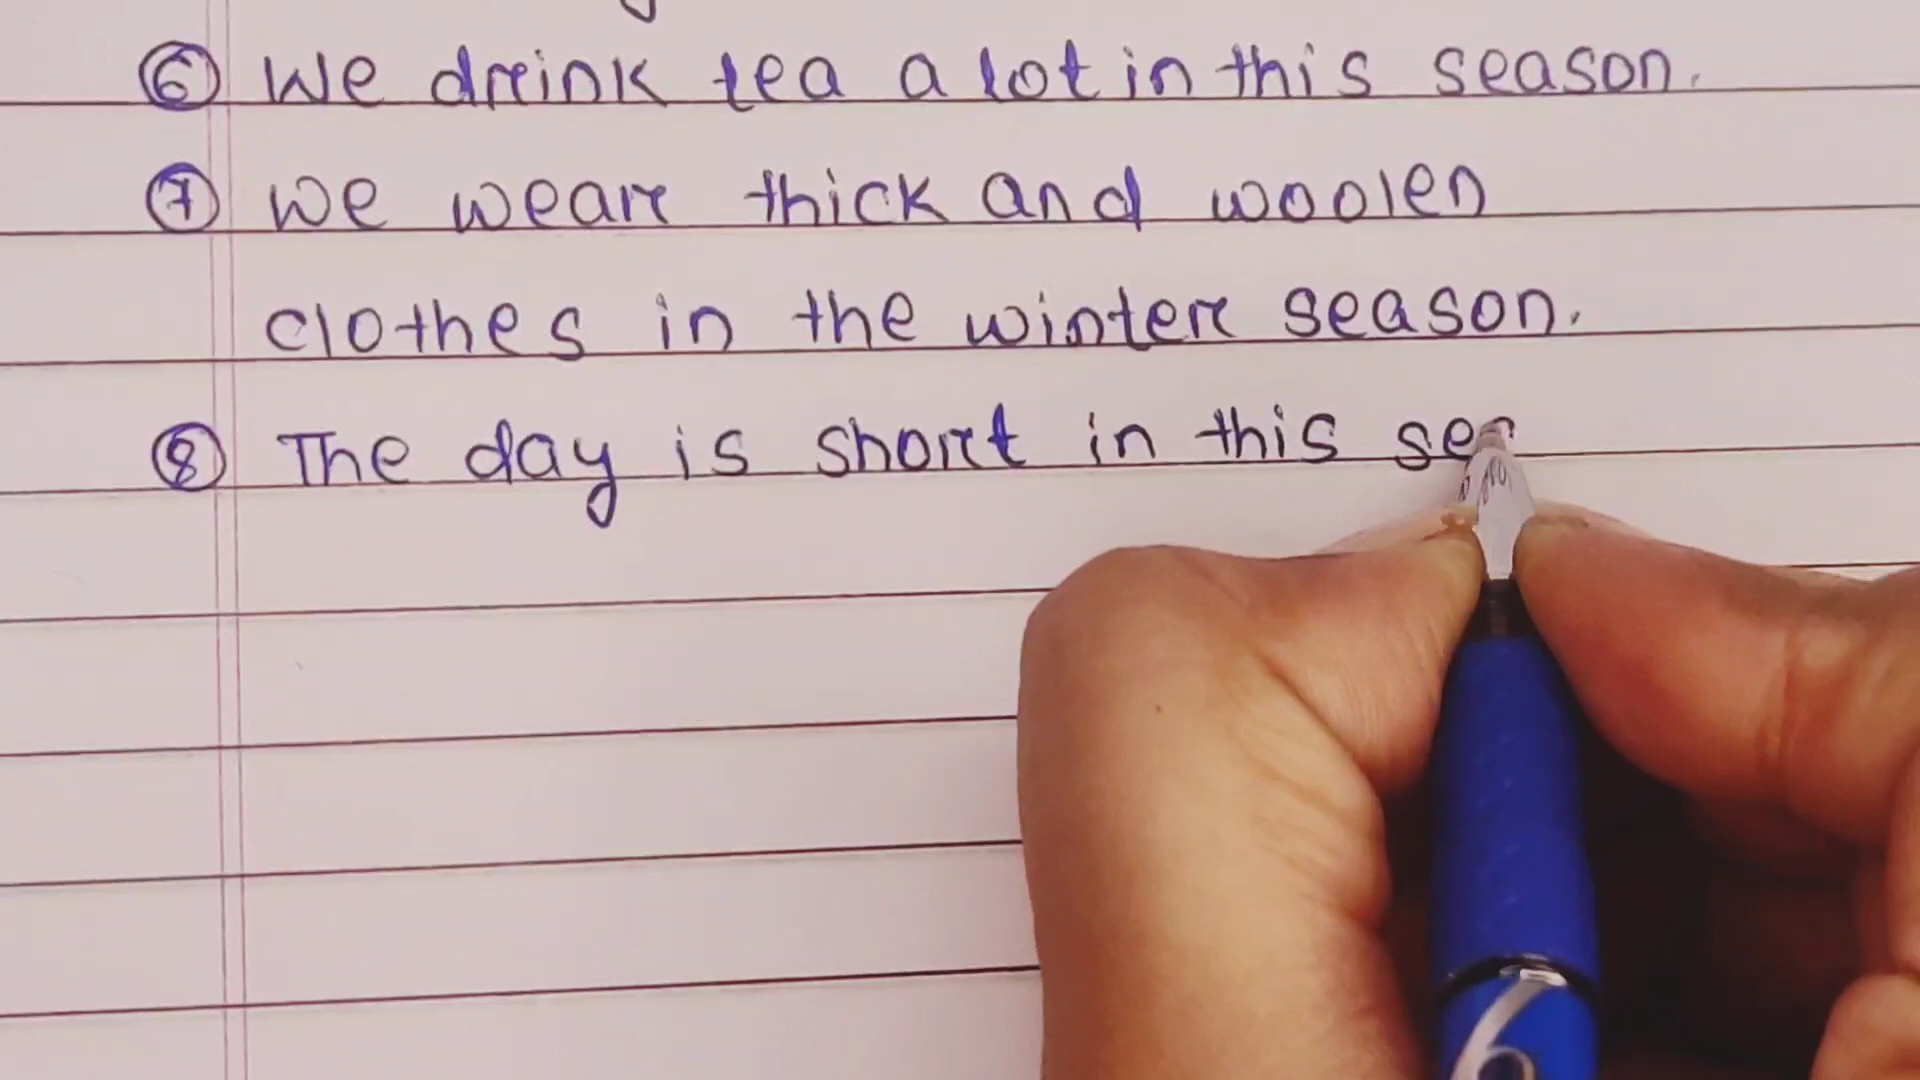 ⑥ We drink tea a lot in this season.
⑦ We wear thick and woolen
clothes in the winter season.
⑧ The day is short in this